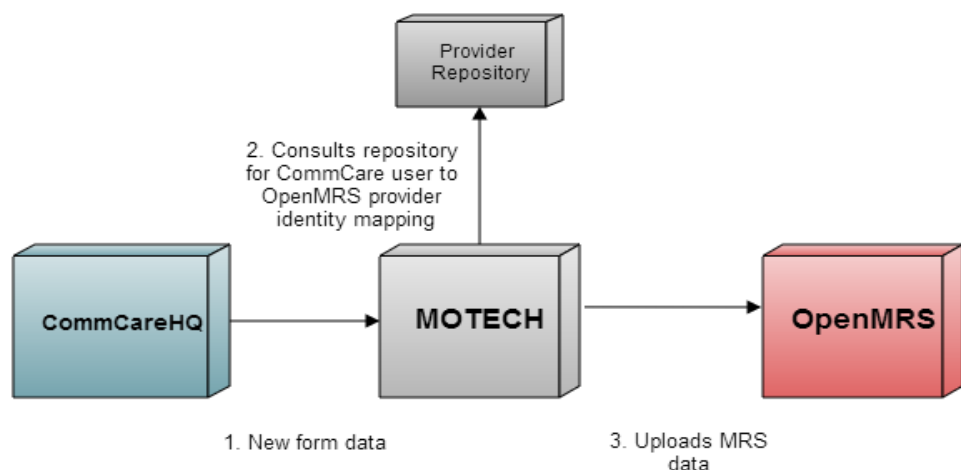 Provider
Repository
2. Consults repository
for CommCare user to
OpenMRS provider
identity mapping
CommCareHQ
MOTECH
OpenMRS
1. New form data
3. Uploads MRS
data